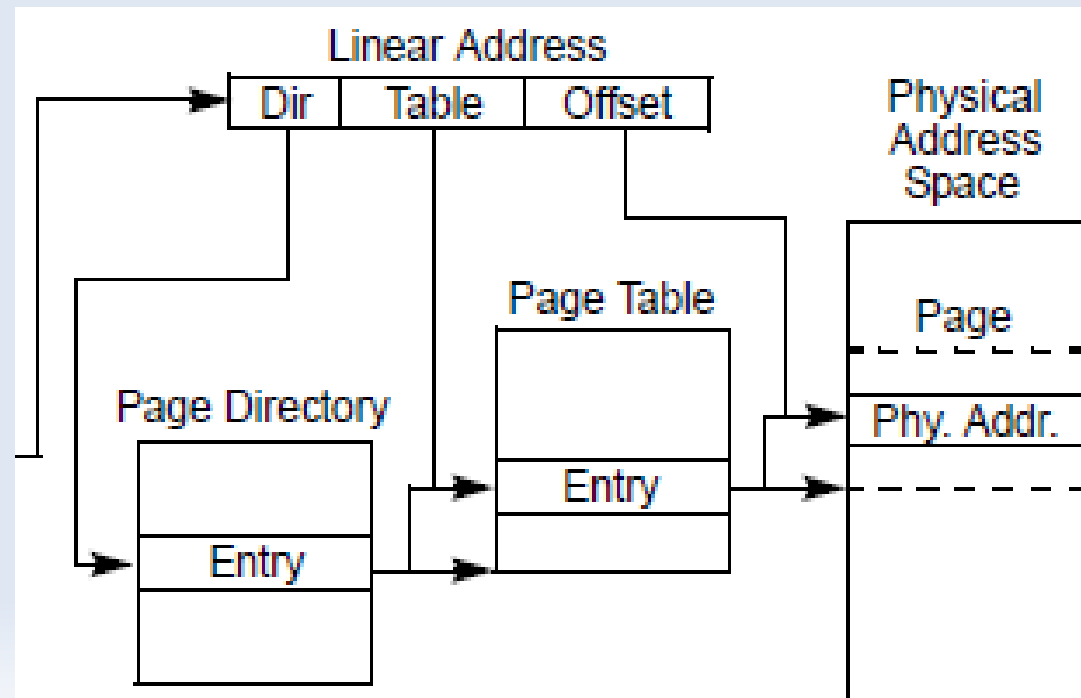 Linear Address
Dir Table Offset
Physical
Address
Space
Page Table
Page
Page Directory
Phy. Addr.
Entry
Entry